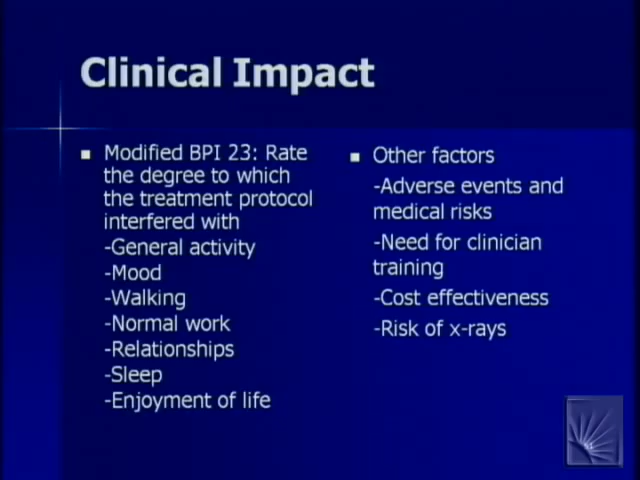 Clinical Impact
■ Modified BPI 23: Rate
the degree to which
the treatment protocol
interfered with
-General activity
-Mood
-Walking
-Normal work
-Relationships
-Sleep
-Enjoyment of life
■ Other factors
-Adverse events and
medical risks
-Need for clinician
training
-Cost effectiveness
-Risk of x-rays